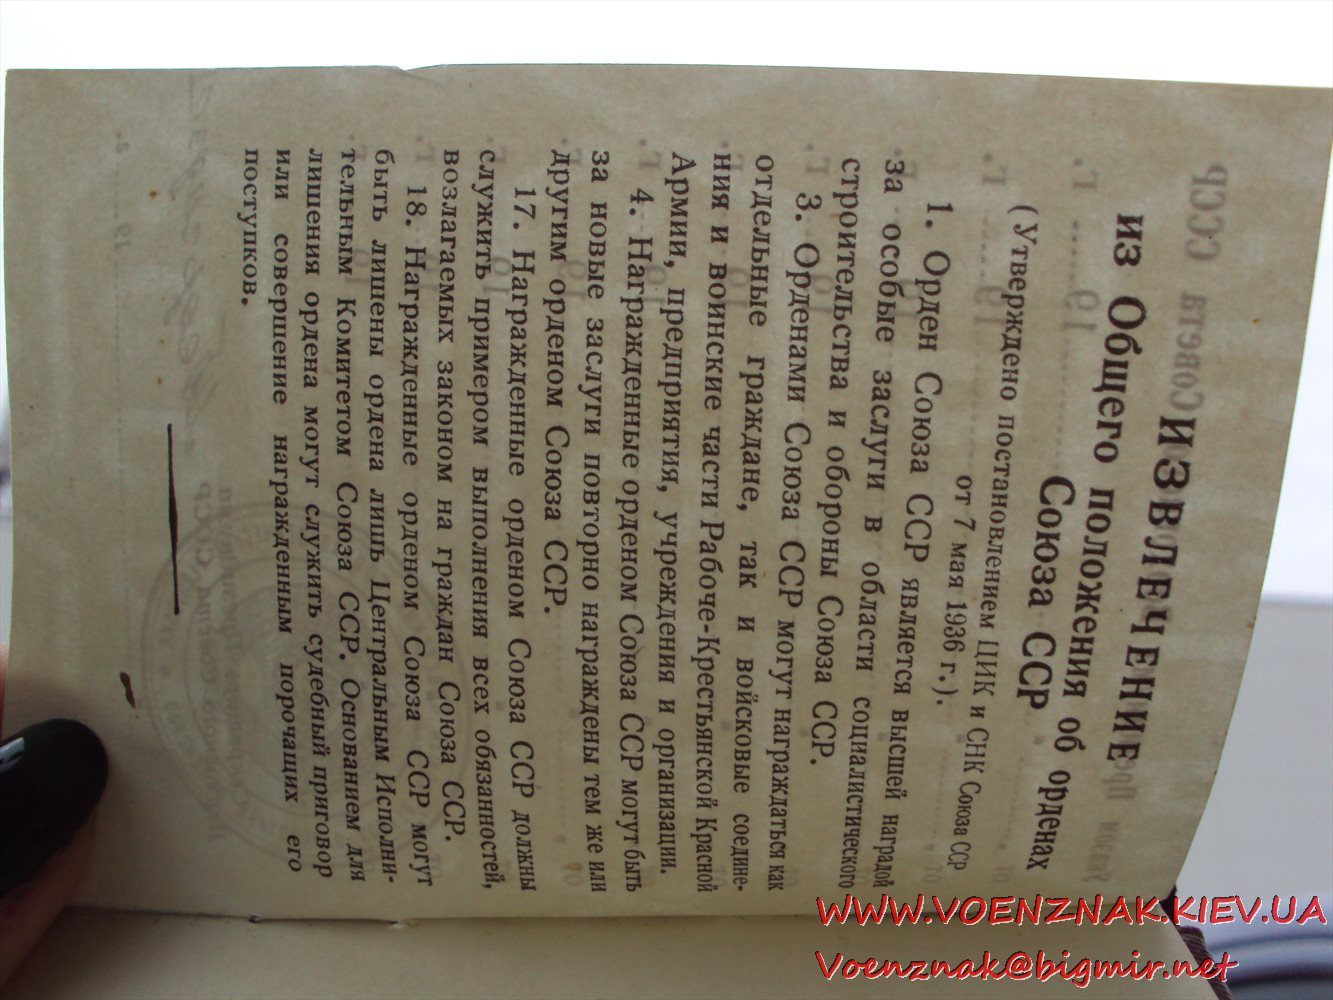 ИЗВЛЕЧЕНИЕ
из Общего положения об орденах
Союза ССР
(Утверждено постановлением ЦИК и СНК Союза ССР
от 7 мая 1936 г.).
1. Орден Союза ССР является высшей наградой
за особые заслуги в области социалистического
строительства и обороны Союза ССР.
3. Орденами Союза ССР могут награждаться как
отдельные граждане, так и войсковые соедине-
ния и воинские части Рабоче-Крестьянской Красной
Армии, предприятия, учреждения и организации.
4. Награжденные орденом Союза ССР могут быть
за новые заслуги повторно награждены тем же или
другим орденом Союза ССР.
17. Награжденные орденом Союза ССР должны
служить примером выполнения всех обязанностей,
возлагаемых законом на граждан Союза ССР.
18. Награжденные орденом Союза ССР могут
быть лишены ордена лишь Центральным Исполни-
тельным Комитетом Союза ССР. Основанием для
лишения ордена могут служить судебный приговор
или совершение награжденным порочащих его
поступков.
WWW.VOENZNAK.KIEV.UA
Voenznak@bigmir.net